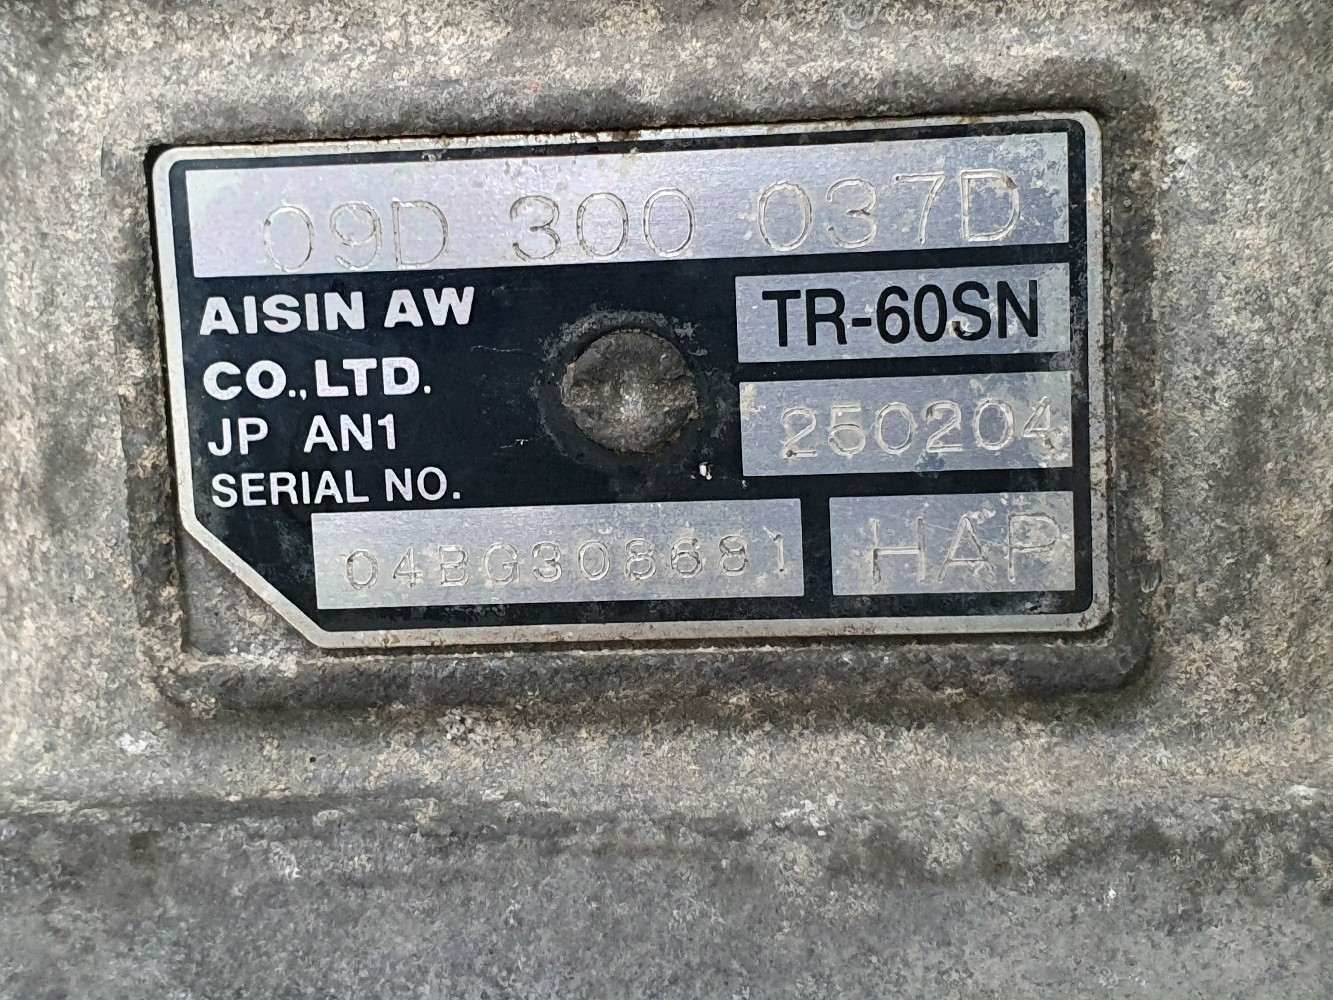 09D 300 037D
AISIN AW
CO.,LTD.
JP AN1
SERIAL NO.
TR-60SN
250204
04BG308681
HAP